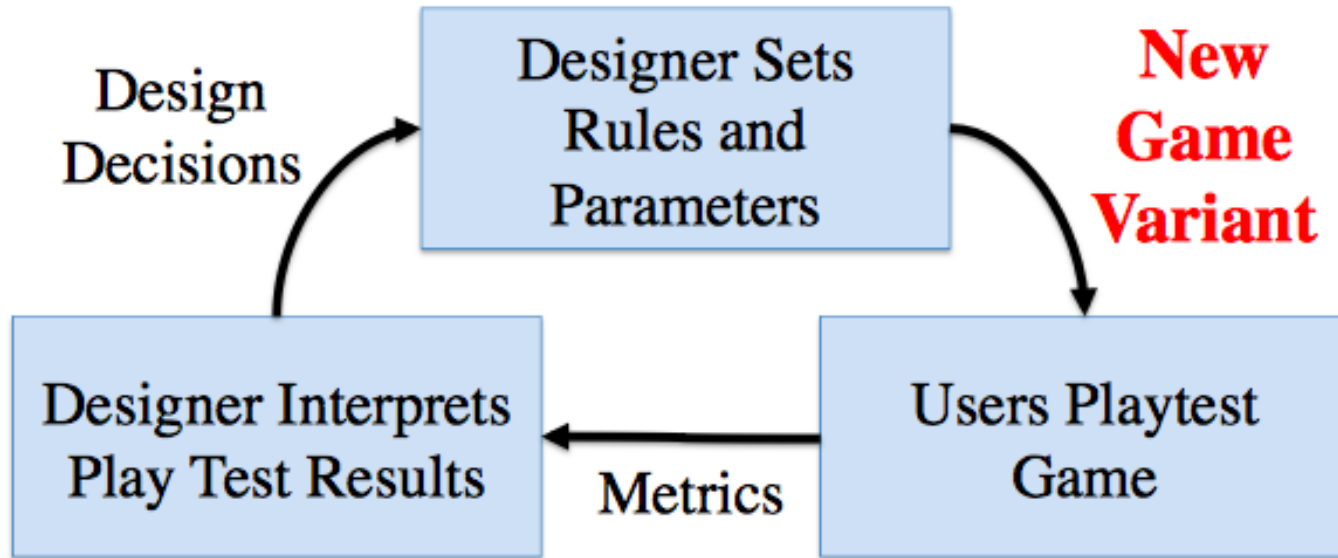 Design
Decisions
Designer Sets
Rules and
Parameters
New
Game
Variant
Designer Interprets
Play Test Results
Metrics
Users Playtest
Game